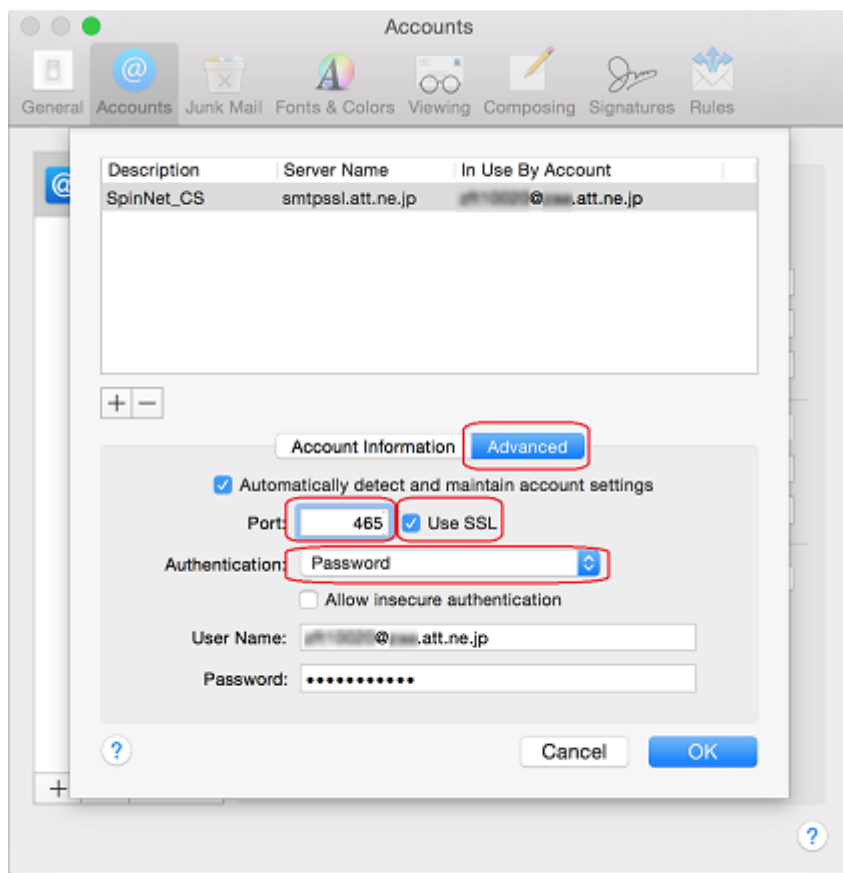 Accounts
General Accounts Junk Mail Fonts & Colors Viewing Composing Signatures Rules
Description Server Name In Use By Account
SpinNet_CS smtpssl.att.ne.jp @ .att.ne.jp
Account Information Advanced
Automatically detect and maintain account settings
Port: 465 Use SSL
Authentication: Password
Allow insecure authentication
User Name: @ .att.ne.jp
Password: •••••••••••
? Cancel OK
?